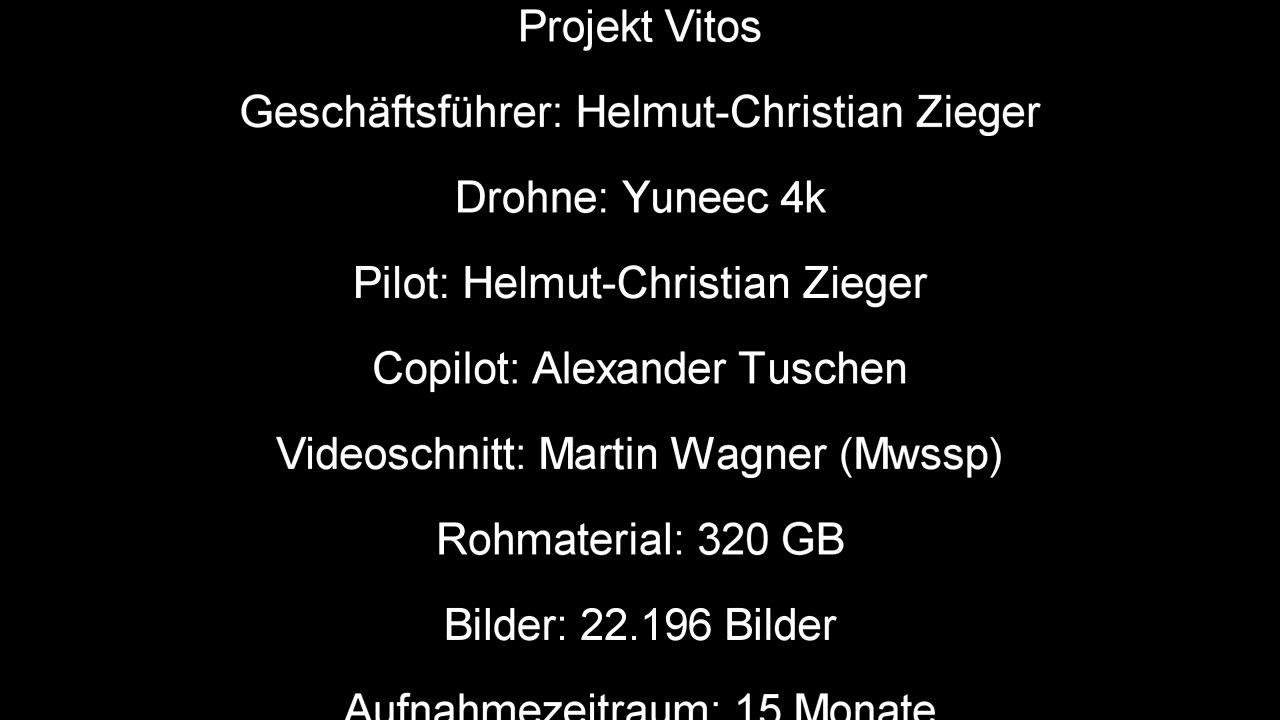 Projekt Vitos
Geschäftsführer: Helmut-Christian Zieger
Drohne: Yuneec 4k
Pilot: Helmut-Christian Zieger
Copilot: Alexander Tuschen
Videoschnitt: Martin Wagner (Mwssp)
Rohmaterial: 320 GB
Bilder: 22.196 Bilder
Aufnahmezeitraum: 15 Monate